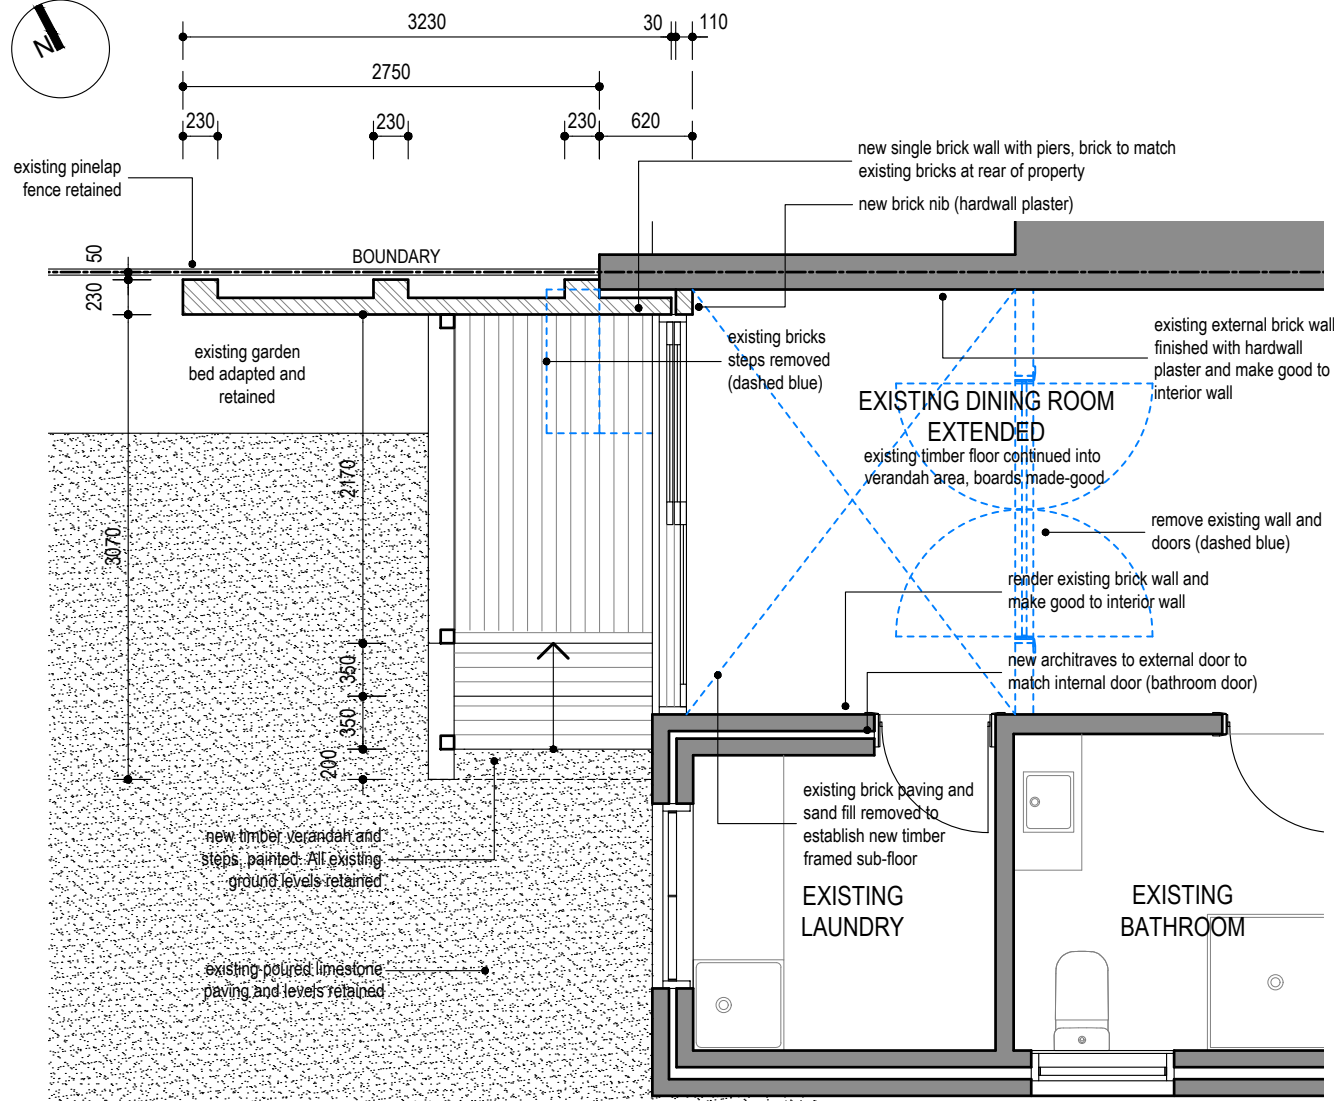 3230
30
110
N
2750
230
230
230
620
new single brick wall with piers, brick to match
existing bricks at rear of property
existing pinelap
fence retained
new brick nib (hardwall plaster)
BOUNDARY
50
230
existing bricks
steps removed
(dashed blue)
existing external brick wall
finished with hardwall
plaster and make good to
interior wall
existing garden
bed adapted and
retained
EXISTING DINING ROOM
EXTENDED
existing timber floor continued into
verandah area, boards made-good
2170
3070
remove existing wall and
doors (dashed blue)
render existing brick wall and
make good to interior wall
350
new architraves to external door to
match internal door (bathroom door)
350
200
existing brick paving and
sand fill removed to
establish new timber
framed sub-floor
new timber verandah and
steps, painted. All existing
ground levels retained
EXISTING
LAUNDRY
EXISTING
BATHROOM
existing poured limestone
paving and levels retained